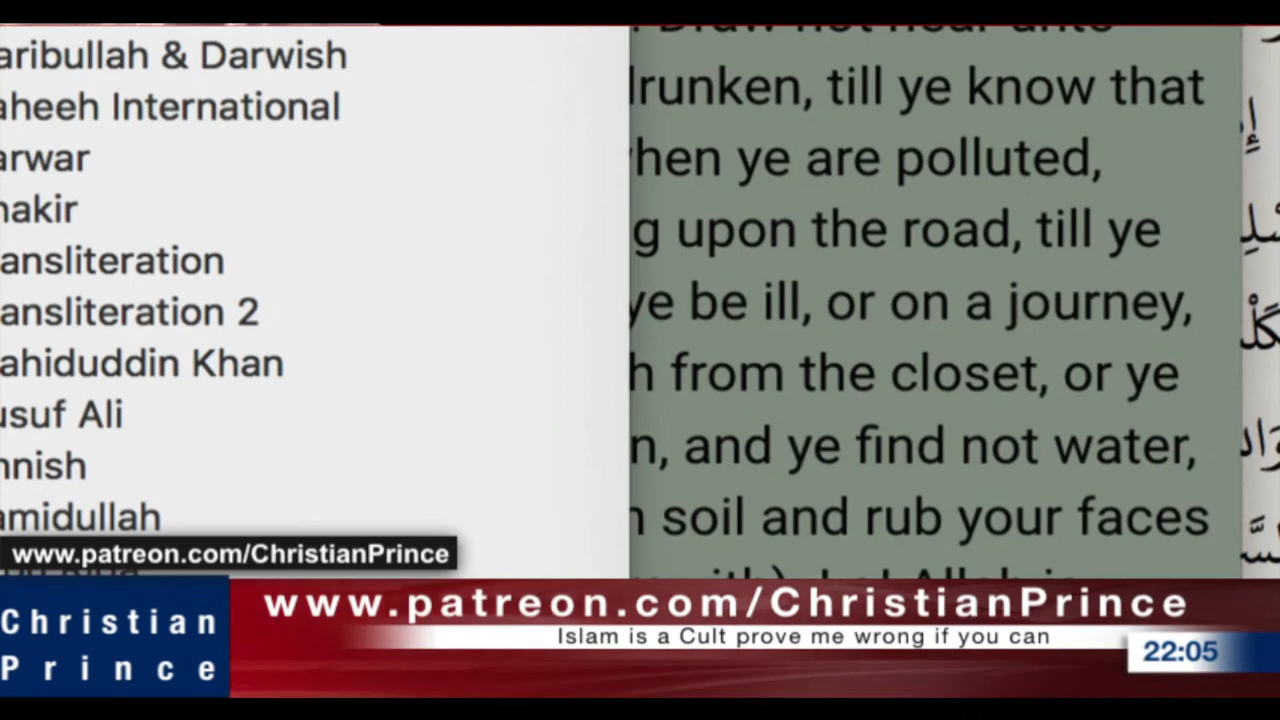 aribullah & Darwish
aheeh International
arwar
hakir
ansliteration
ansliteration 2
ahiduddin Khan
usuf Ali
nnish
amidullah
drunken, till ye know that
when ye are polluted,
g upon the road, till ye
ye be ill, or on a journey,
h from the closet, or ye
n, and ye find not water,
n soil and rub your faces
www.patreon.com/ChristianPrince
Christian
Prince
www.patreon.com/ChristianPrince
Islam is a Cult prove me wrong if you can
22:05